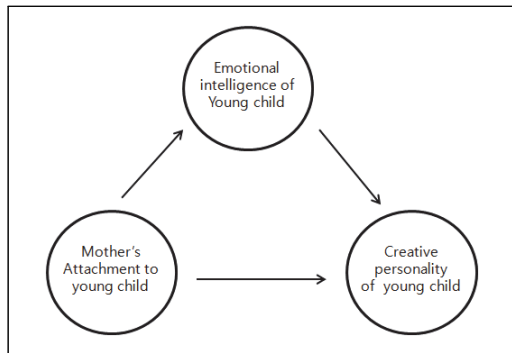 Emotional
intelligence of
Young child
Mother's
Attachment to
young child
Creative
personality
of young child